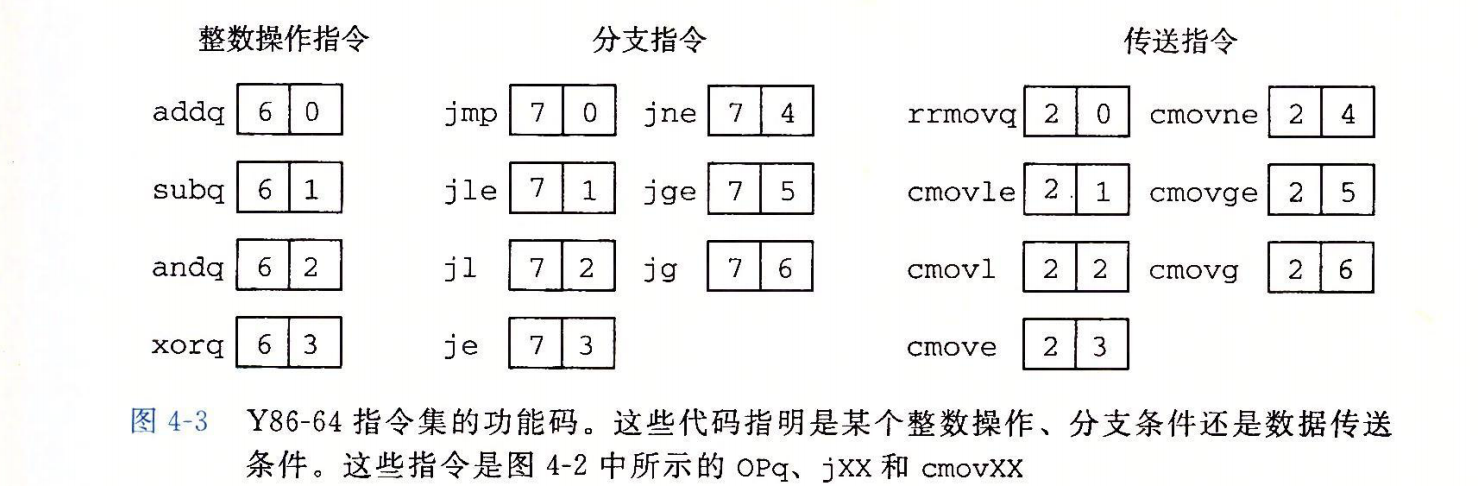 整数操作指令 分支指令 传送指令
addq 6 0 jmp 7 0 jne 7 4 rrmovq 2 0 cmovne 2 4
subq 6 1 jle 7 1 jge 7 5 cmovle 2 1 cmovge 2 5
andq 6 2 jl 7 2 jg 7 6 cmovl 2 2 cmovg 2 6
xorq 6 3 je 7 3 cmove 2 3
图 4-3 Y86-64 指令集的功能码。这些代码指明是某个整数操作、分支条件还是数据传送
条件。这些指令是图 4-2 中所示的 OPq、jXX 和 cmovXX